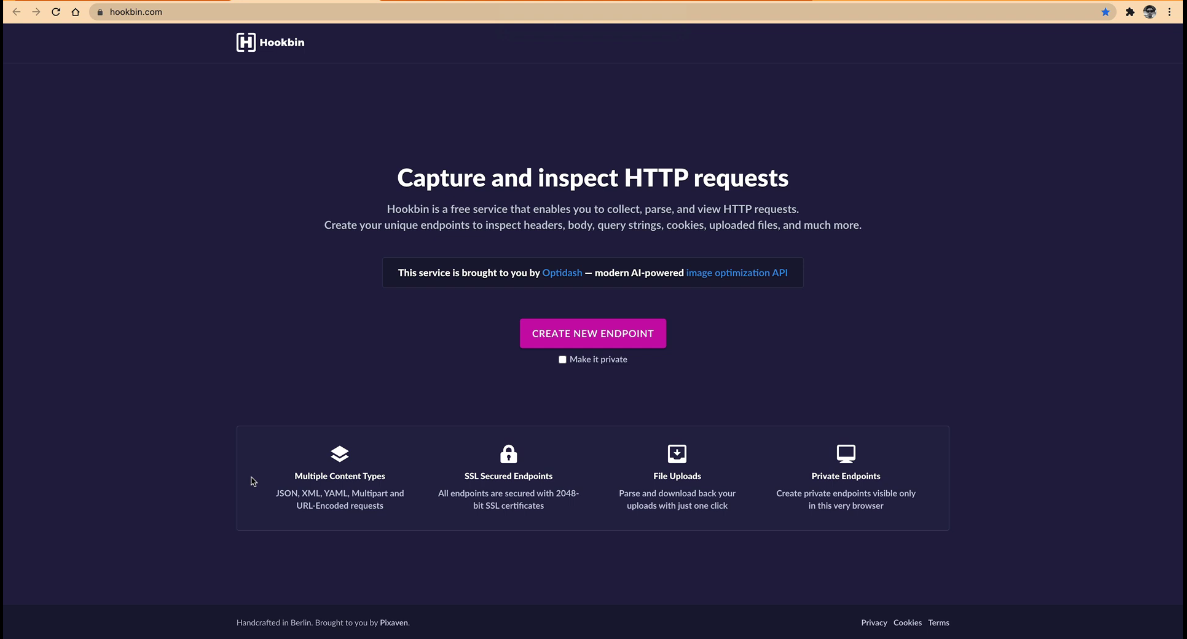 hookbin.com
Hookbin
Capture and inspect HTTP requests
Hookbin is a free service that enables you to collect, parse, and view HTTP requests.
Create your unique endpoints to inspect headers, body, query strings, cookies, uploaded files, and much more.
This service is brought to you by Optidash — modern AI-powered image optimization API
CREATE NEW ENDPOINT
Make it private
Multiple Content Types
JSON, XML, YAML, Multipart and
URL-Encoded requests
SSL Secured Endpoints
All endpoints are secured with 2048-
bit SSL certificates
File Uploads
Parse and download back your
uploads with just one click
Private Endpoints
Create private endpoints visible only
in this very browser
Handcrafted in Berlin. Brought to you by Pixaven.
Privacy Cookies Terms